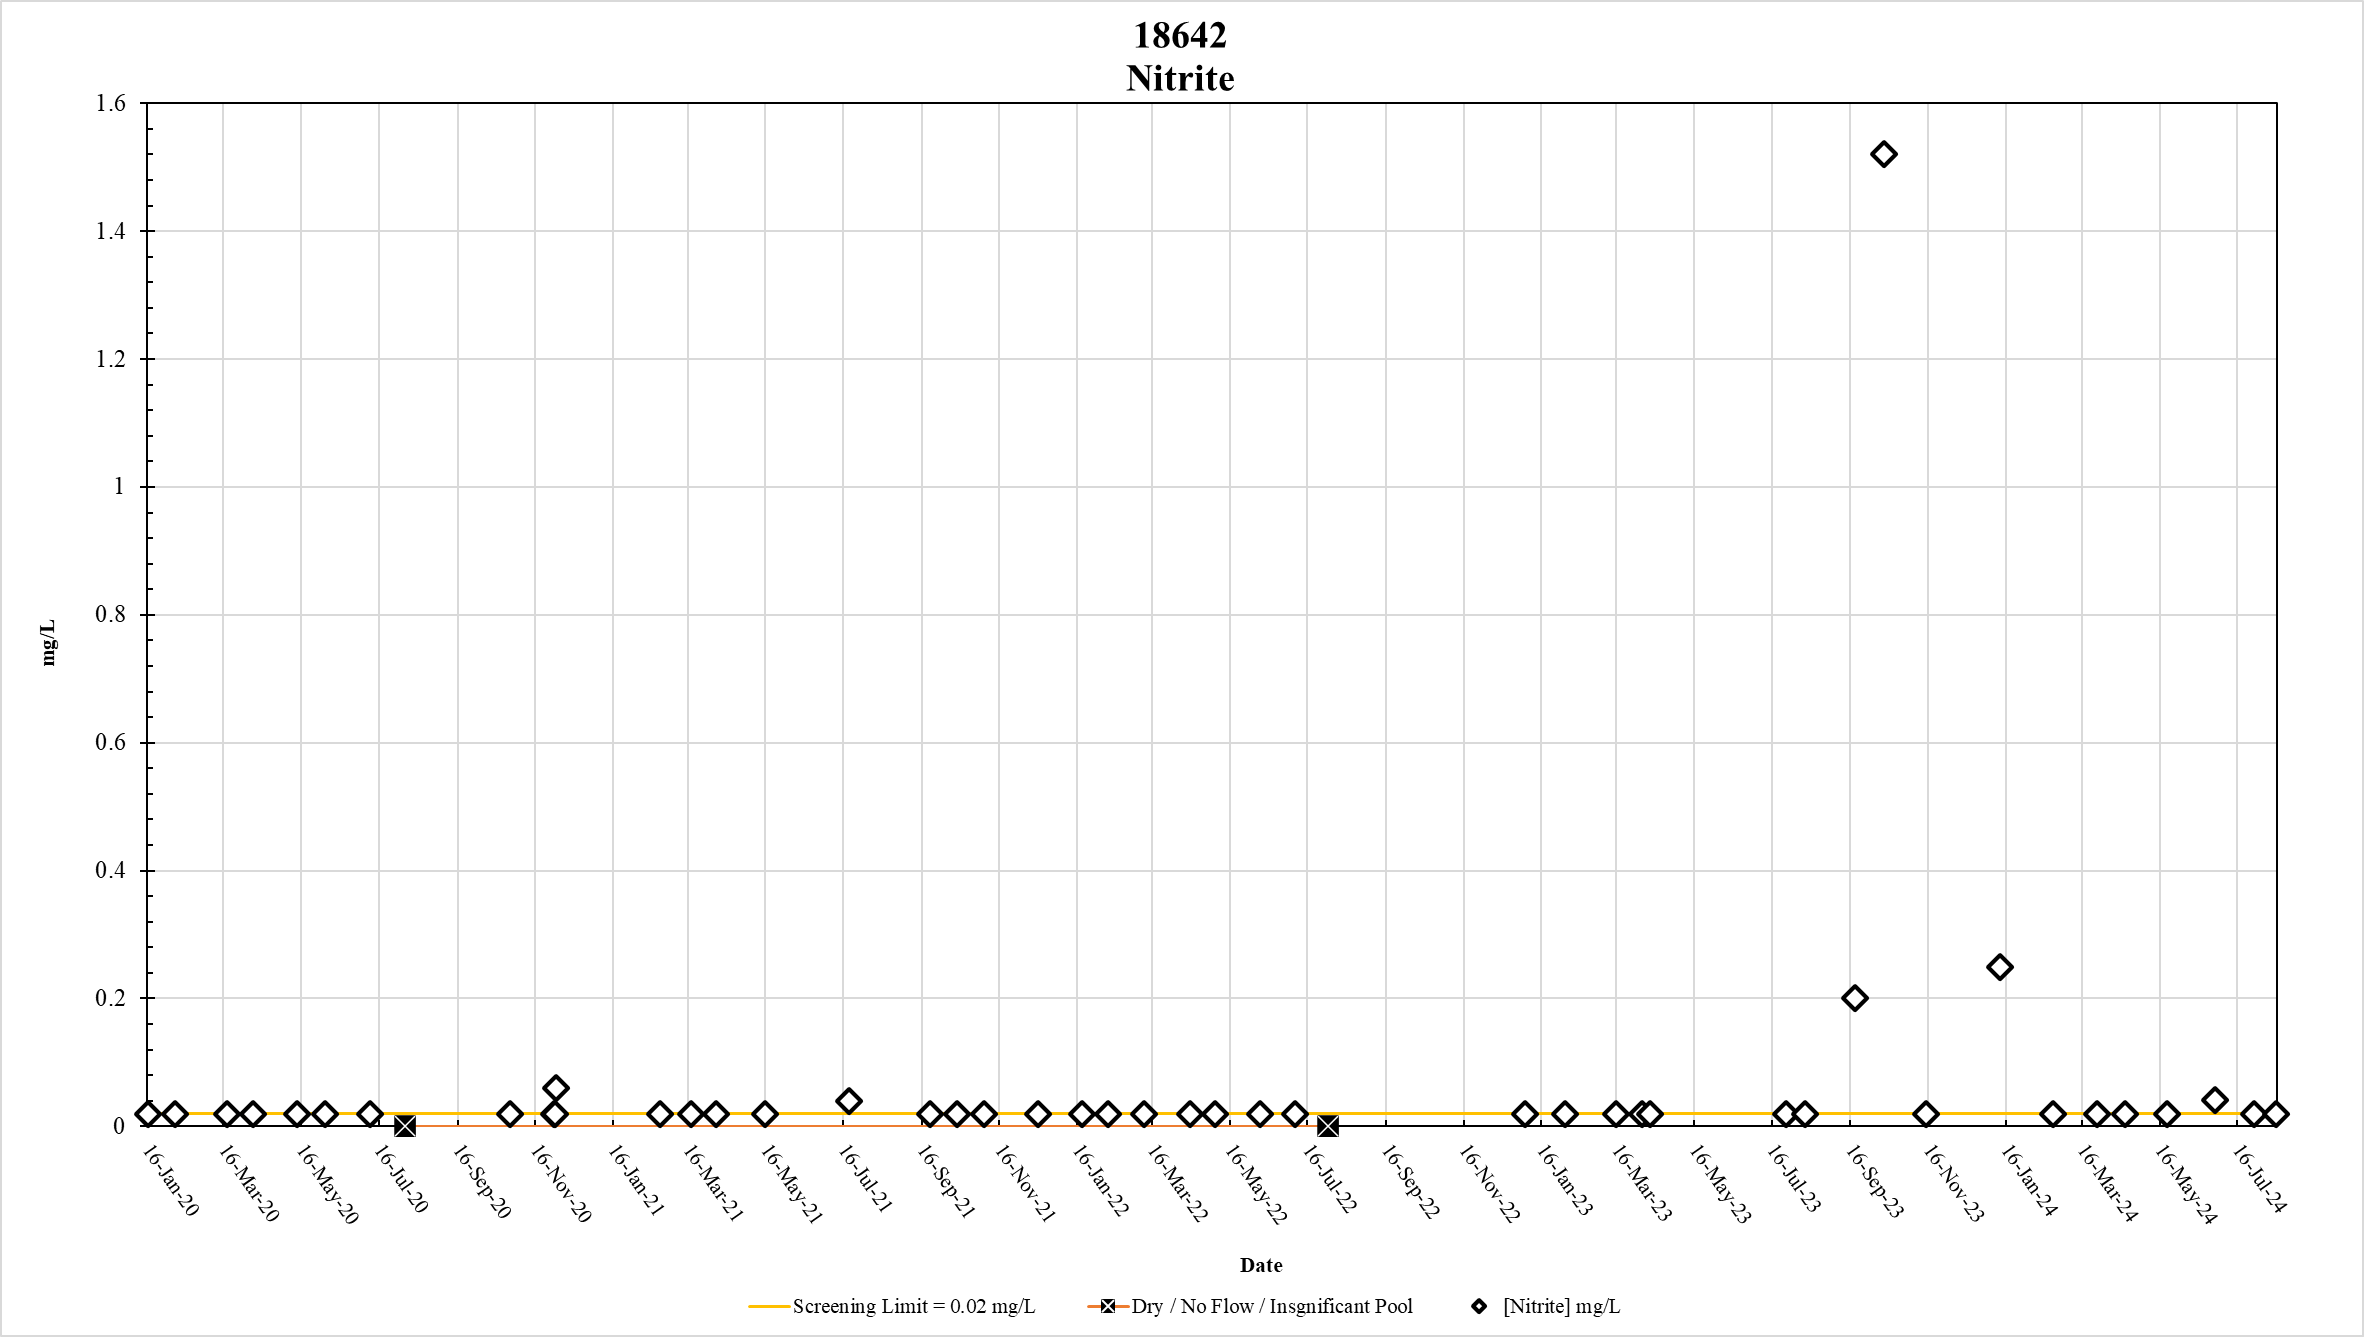 18642
Nitrite
1.6
1.4
1.2
1
0.8
0.6
0.4
0.2
0
mg/L
16-Jan-20
16-Mar-20
16-May-20
16-Jul-20
16-Sep-20
16-Nov-20
16-Jan-21
16-Mar-21
16-May-21
16-Jul-21
16-Sep-21
16-Nov-21
16-Jan-22
16-Mar-22
16-May-22
16-Jul-22
16-Sep-22
16-Nov-22
16-Jan-23
16-Mar-23
16-May-23
16-Jul-23
16-Sep-23
16-Nov-23
16-Jan-24
16-Mar-24
16-May-24
16-Jul-24
Date
Screening Limit = 0.02 mg/L
Dry / No Flow / Insgnificant Pool
[Nitrite] mg/L